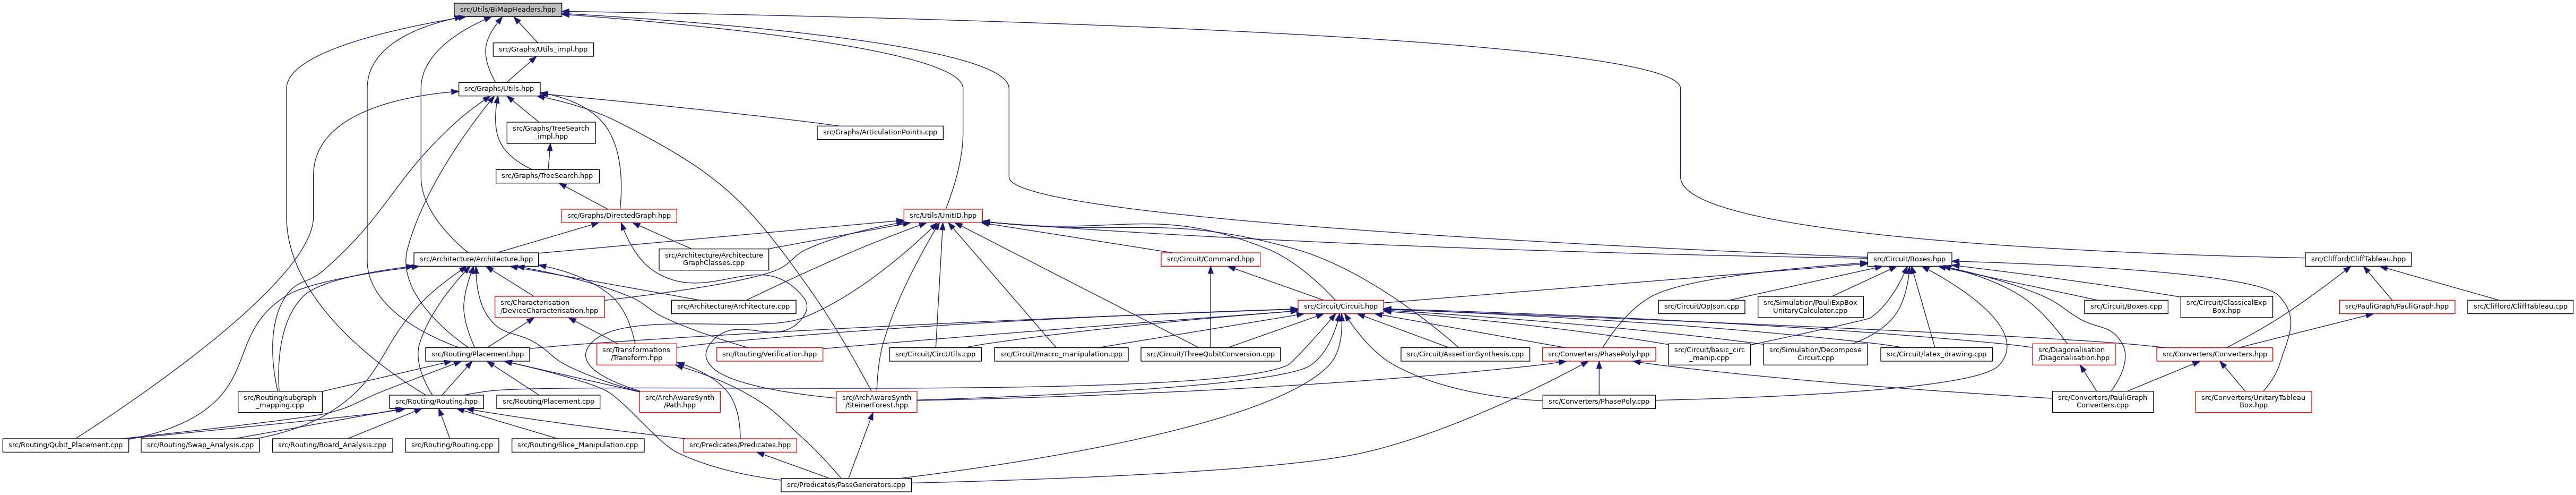 src/Utils/BiMapHeaders.hpp
src/Graphs/Utils_impl.hpp
src/Graphs/Utils.hpp
src/Graphs/TreeSearch
_impl.hpp
src/Graphs/ArticulationPoints.cpp
src/Graphs/TreeSearch.hpp
src/Graphs/DirectedGraph.hpp
src/Utils/UnitID.hpp
src/Architecture/Architecture.hpp
src/Architecture/Architecture
GraphClasses.cpp
src/Circuit/Command.hpp
src/Circuit/Boxes.hpp
src/Clifford/CliffTableau.hpp
src/Characterisation
/DeviceCharacterisation.hpp
src/Architecture/Architecture.cpp
src/Circuit/Circuit.hpp
src/Circuit/OpJson.cpp
src/Simulation/PauliExpBox
UnitaryCalculator.cpp
src/Circuit/Boxes.cpp
src/Circuit/ClassicalExp
Box.hpp
src/PauliGraph/PauliGraph.hpp
src/Clifford/CliffTableau.cpp
src/Routing/Placement.hpp
src/Transformations
/Transform.hpp
src/Routing/Verification.hpp
src/Circuit/CircUtils.cpp
src/Circuit/macro_manipulation.cpp
src/Circuit/ThreeQubitConversion.cpp
src/Circuit/AssertionSynthesis.cpp
src/Converters/PhasePoly.hpp
src/Circuit/basic_circ
_manip.cpp
src/Simulation/Decompose
Circuit.cpp
src/Circuit/latex_drawing.cpp
src/Diagonalisation
/Diagonalisation.hpp
src/Converters/Converters.hpp
src/Routing/subgraph
_mapping.cpp
src/Routing/Routing.hpp
src/Routing/Placement.cpp
src/ArchAwareSynth
/Path.hpp
src/ArchAwareSynth
/SteinerForest.hpp
src/Converters/PhasePoly.cpp
src/Converters/PauliGraph
Converters.cpp
src/Converters/UnitaryTableau
Box.hpp
src/Routing/Qubit_Placement.cpp
src/Routing/Swap_Analysis.cpp
src/Routing/Board_Analysis.cpp
src/Routing/Routing.cpp
src/Routing/Slice_Manipulation.cpp
src/Predicates/Predicates.hpp
src/Predicates/PassGenerators.cpp